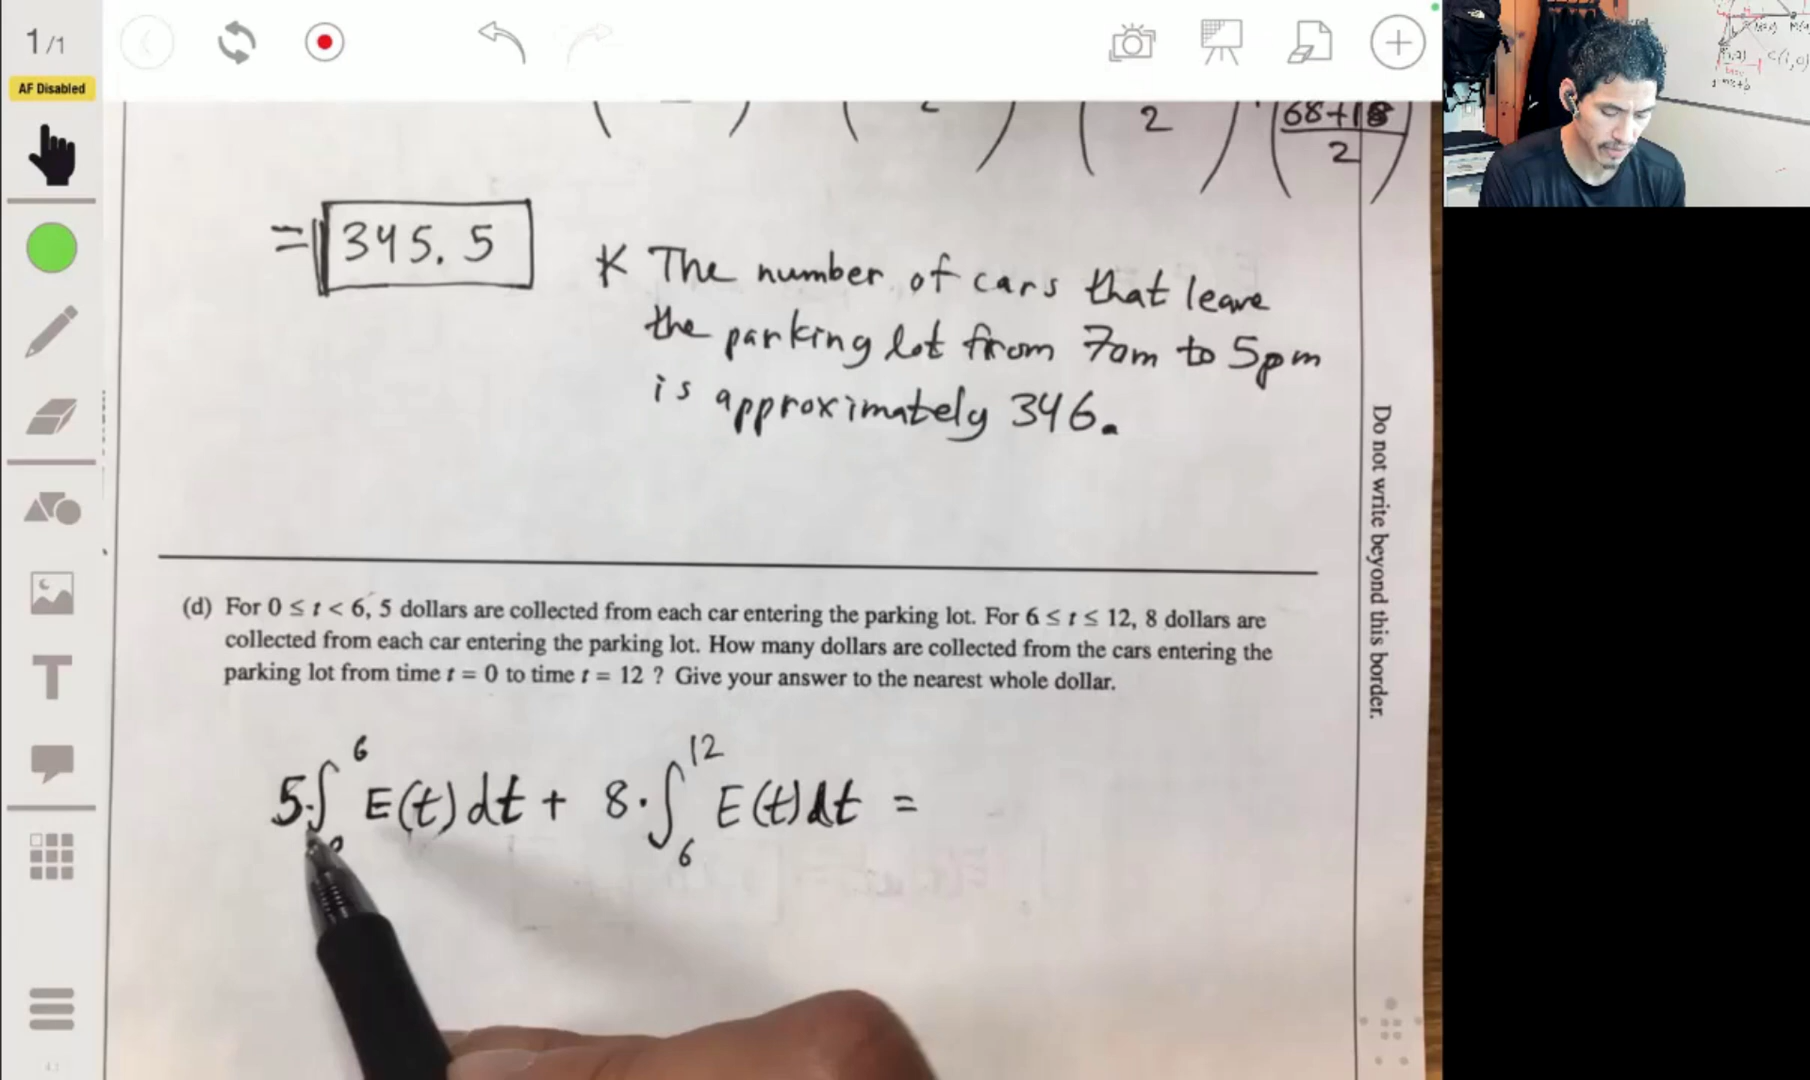 1/1
AF Disabled
2
68+18
2
= 345.5
* The number of cars that leave
the parking lot from 7am to 5pm
is approximately 346.
Do not write beyond this border.
(d) For 0 ≤ t < 6, 5 dollars are collected from each car entering the parking lot. For 6 ≤ t ≤ 12, 8 dollars are
collected from each car entering the parking lot. How many dollars are collected from the cars entering the
parking lot from time t = 0 to time t = 12 ? Give your answer to the nearest whole dollar.
5·∫₀⁶ E(t)dt + 8·∫₆¹² E(t)dt =
T
C(1,0)